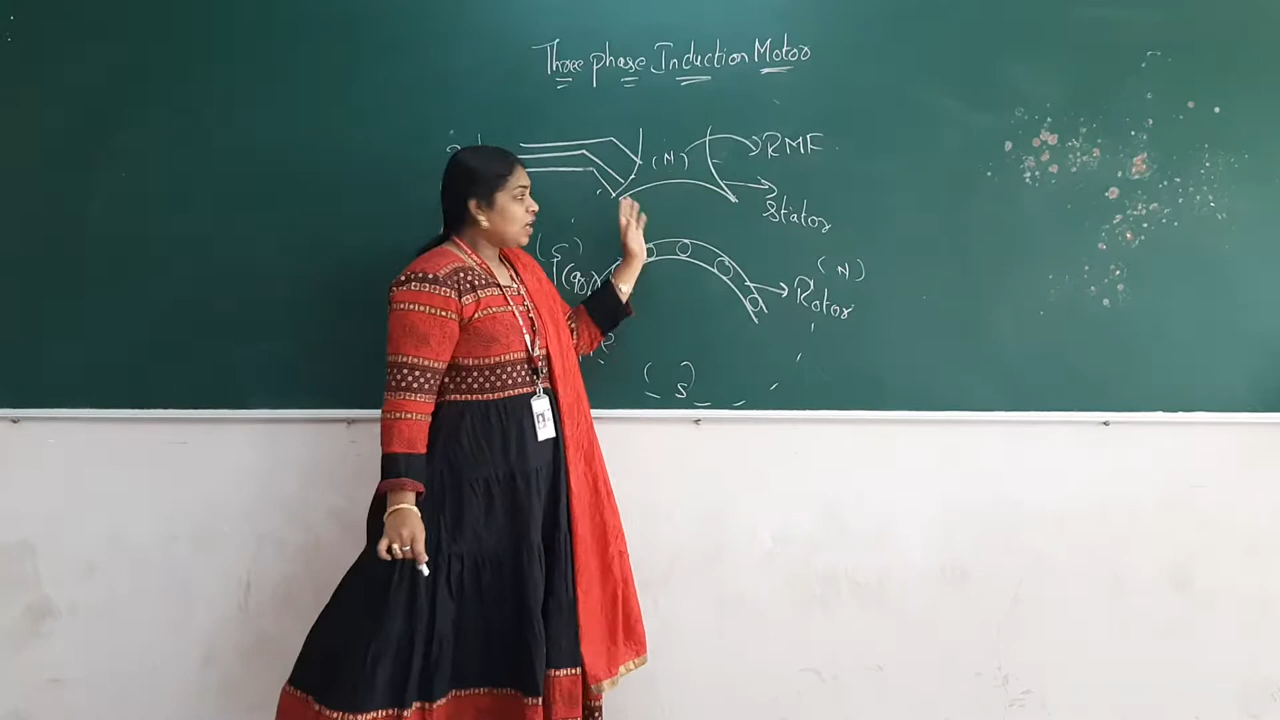 Three phase Induction Motor
(N)
RMF
Stator
(S)
(N)
Rotor
(S)